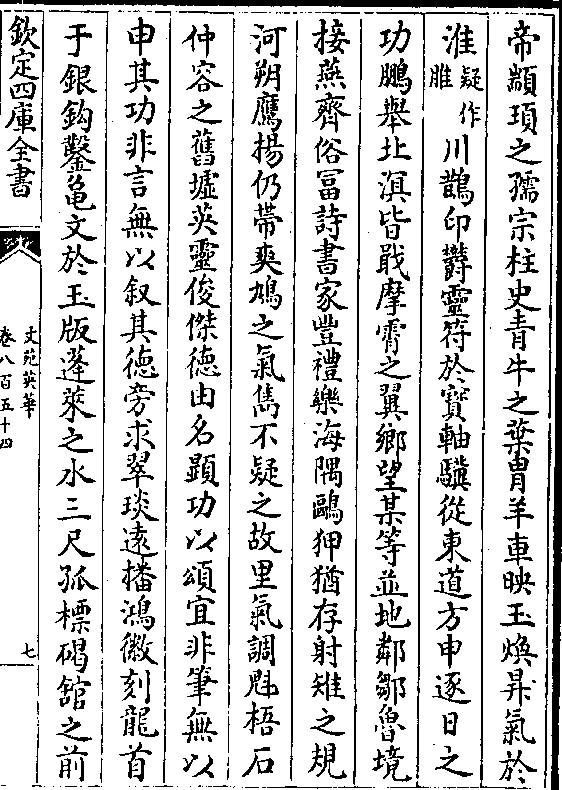 帝顓頊之孺宗柱史青牛之葉胄羊車映玉煥昇氣於
淮疑作脽川鵲印欝靈符於寳軸驥從東道方申逐日之
功鵬舉北溟皆戢摩霄之翼鄉望某等並地鄰鄒魯境
接燕齊俗冨詩書家豐禮樂海隅鷗狎猶存射雉之規
河朔鷹揚仍帶爽鳩之氣雋不疑之故里氣調魁梧石
仲容之舊墟英靈俊傑德由名顯功以頌宜非筆無以
申其功非言無以叙其德旁求翠琰逺播鴻徽刻龍首
于銀鈎鑿龜文於玉版蓬萊之水三尺孤標碣舘之前
欽定四庫全書
文苑英華
卷八百五十四
七